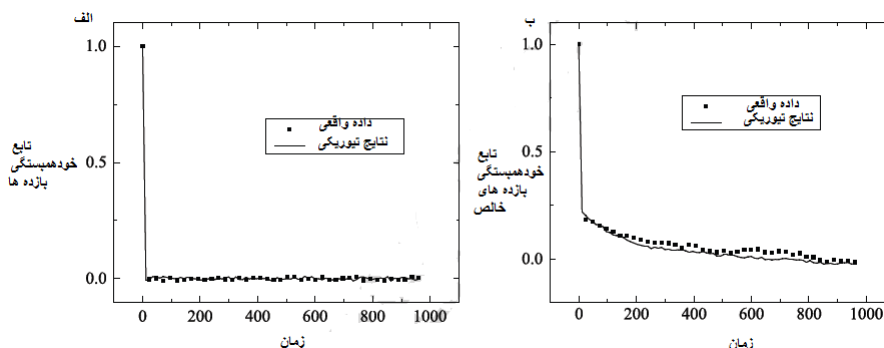 الف
1.0
0.5
0.0
تابع
خودهمبستگی
بازده ها
داده واقعی
نتایج تیوریکی
0 200 400 600 800 1000
زمان
ب
1.0
0.5
0.0
تابع
خودهمبستگی
بازده های
خالص
داده واقعی
نتایج تیوریکی
0 200 400 600 800 1000
زمان